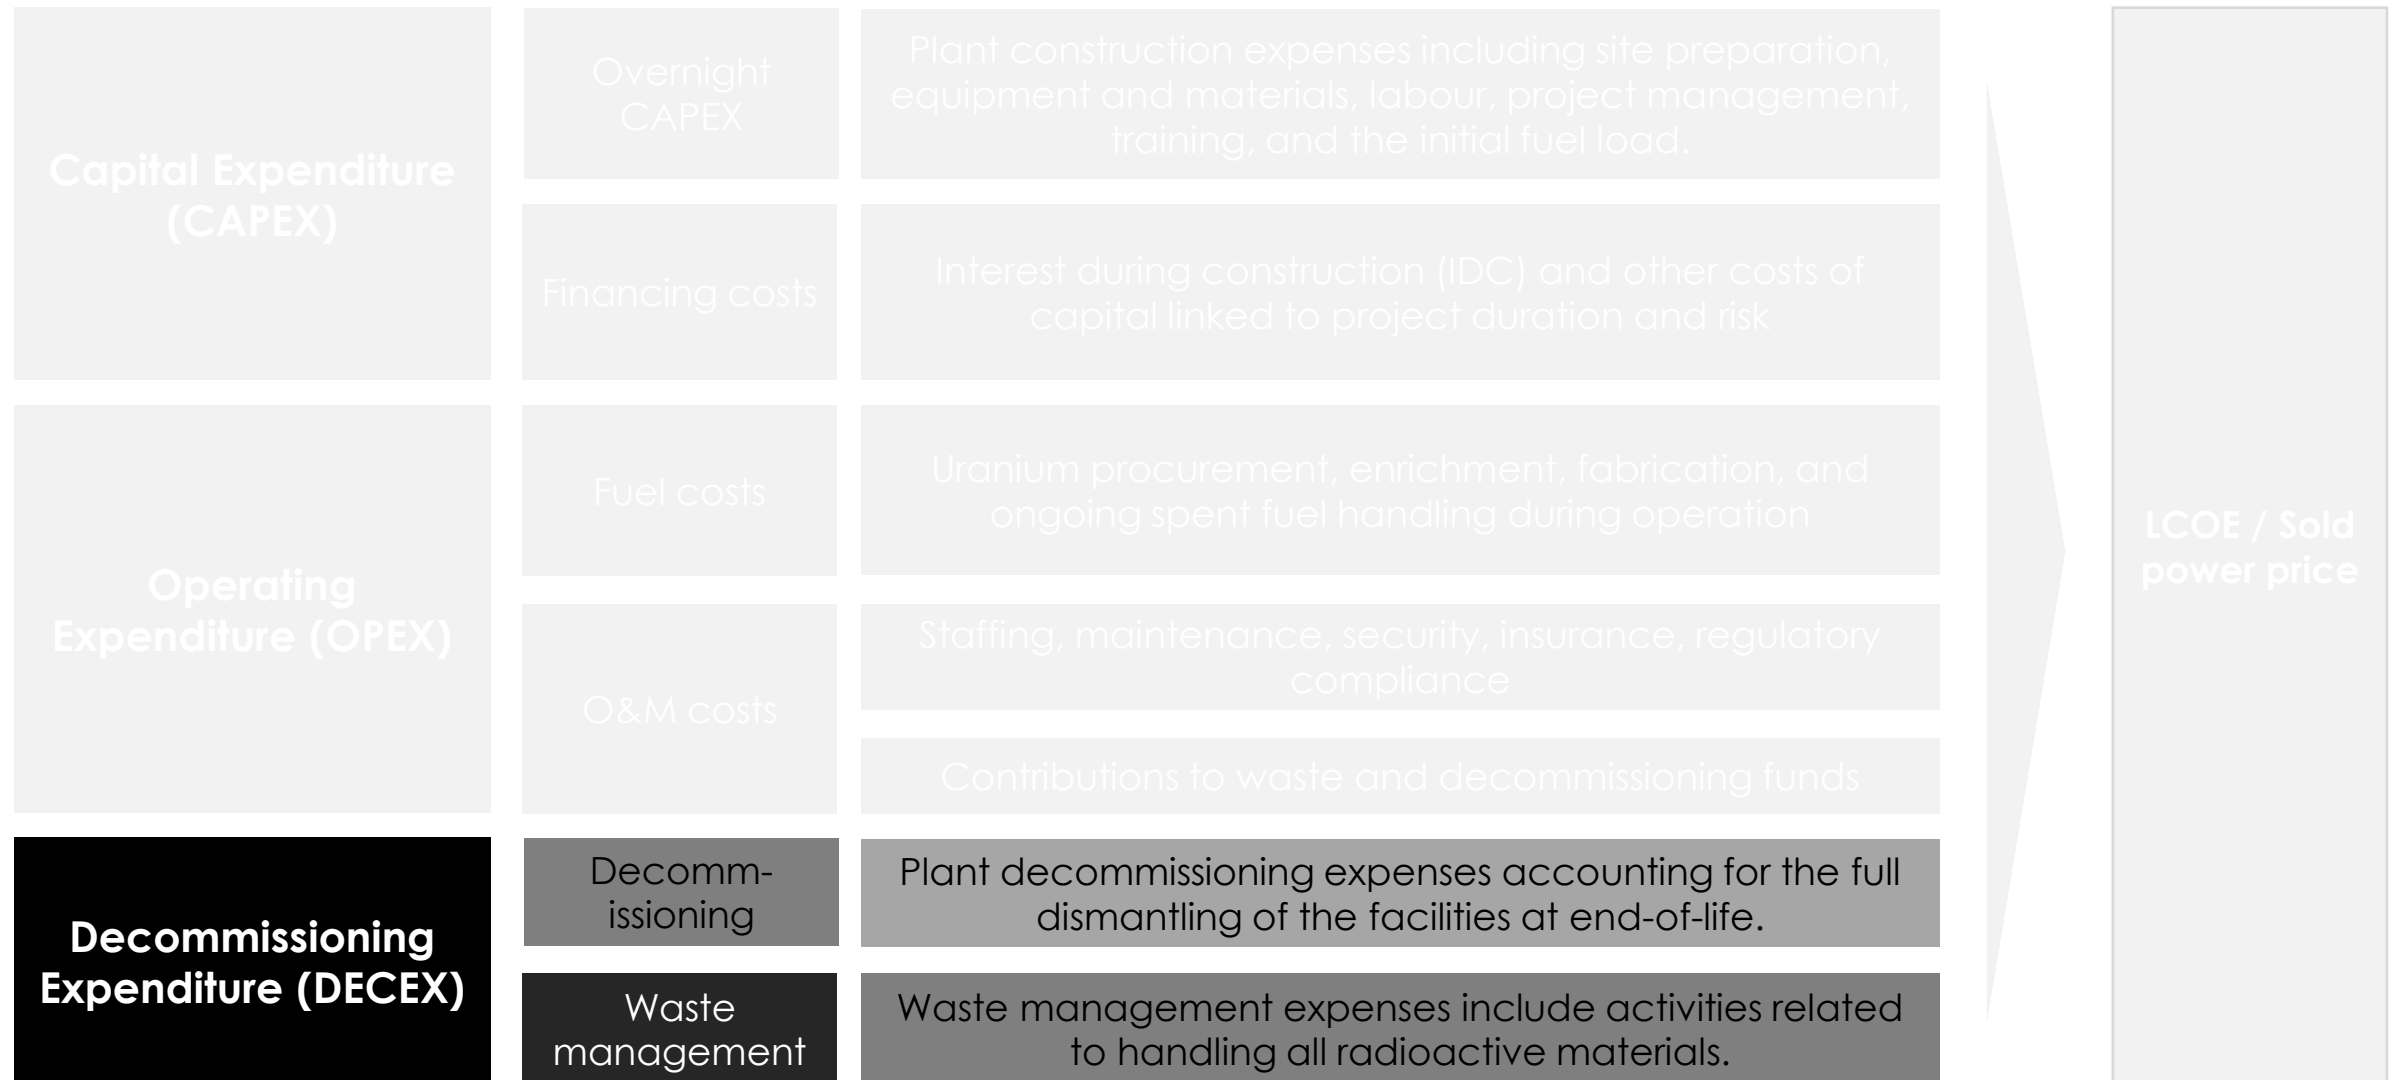 Capital Expenditure
(CAPEX)
Overnight
CAPEX
Plant construction expenses including site preparation,
equipment and materials, labour, project management,
training, and the initial fuel load.
Financing costs
Interest during construction (IDC) and other costs of
capital linked to project duration and risk
Operating
Expenditure (OPEX)
Fuel costs
Uranium procurement, enrichment, fabrication, and
ongoing spent fuel handling during operation
O&M costs
Staffing, maintenance, security, insurance, regulatory
compliance
Contributions to waste and decommissioning funds
Decommissioning
Expenditure (DECEX)
Decomm-
issioning
Plant decommissioning expenses accounting for the full
dismantling of the facilities at end-of-life.
Waste
management
Waste management expenses include activities related
to handling all radioactive materials.
LCOE / Sold
power price